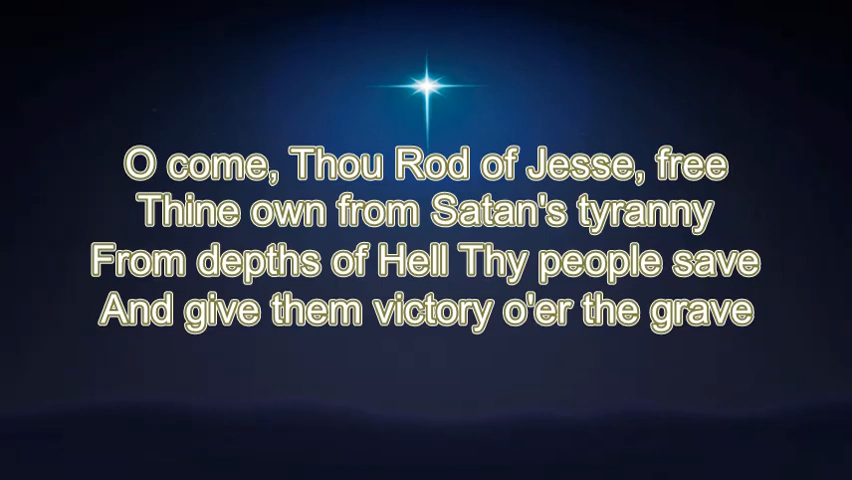 O come, Thou Rod of Jesse, free
Thine own from Satan's tyranny
From depths of Hell Thy people save
And give them victory o'er the grave